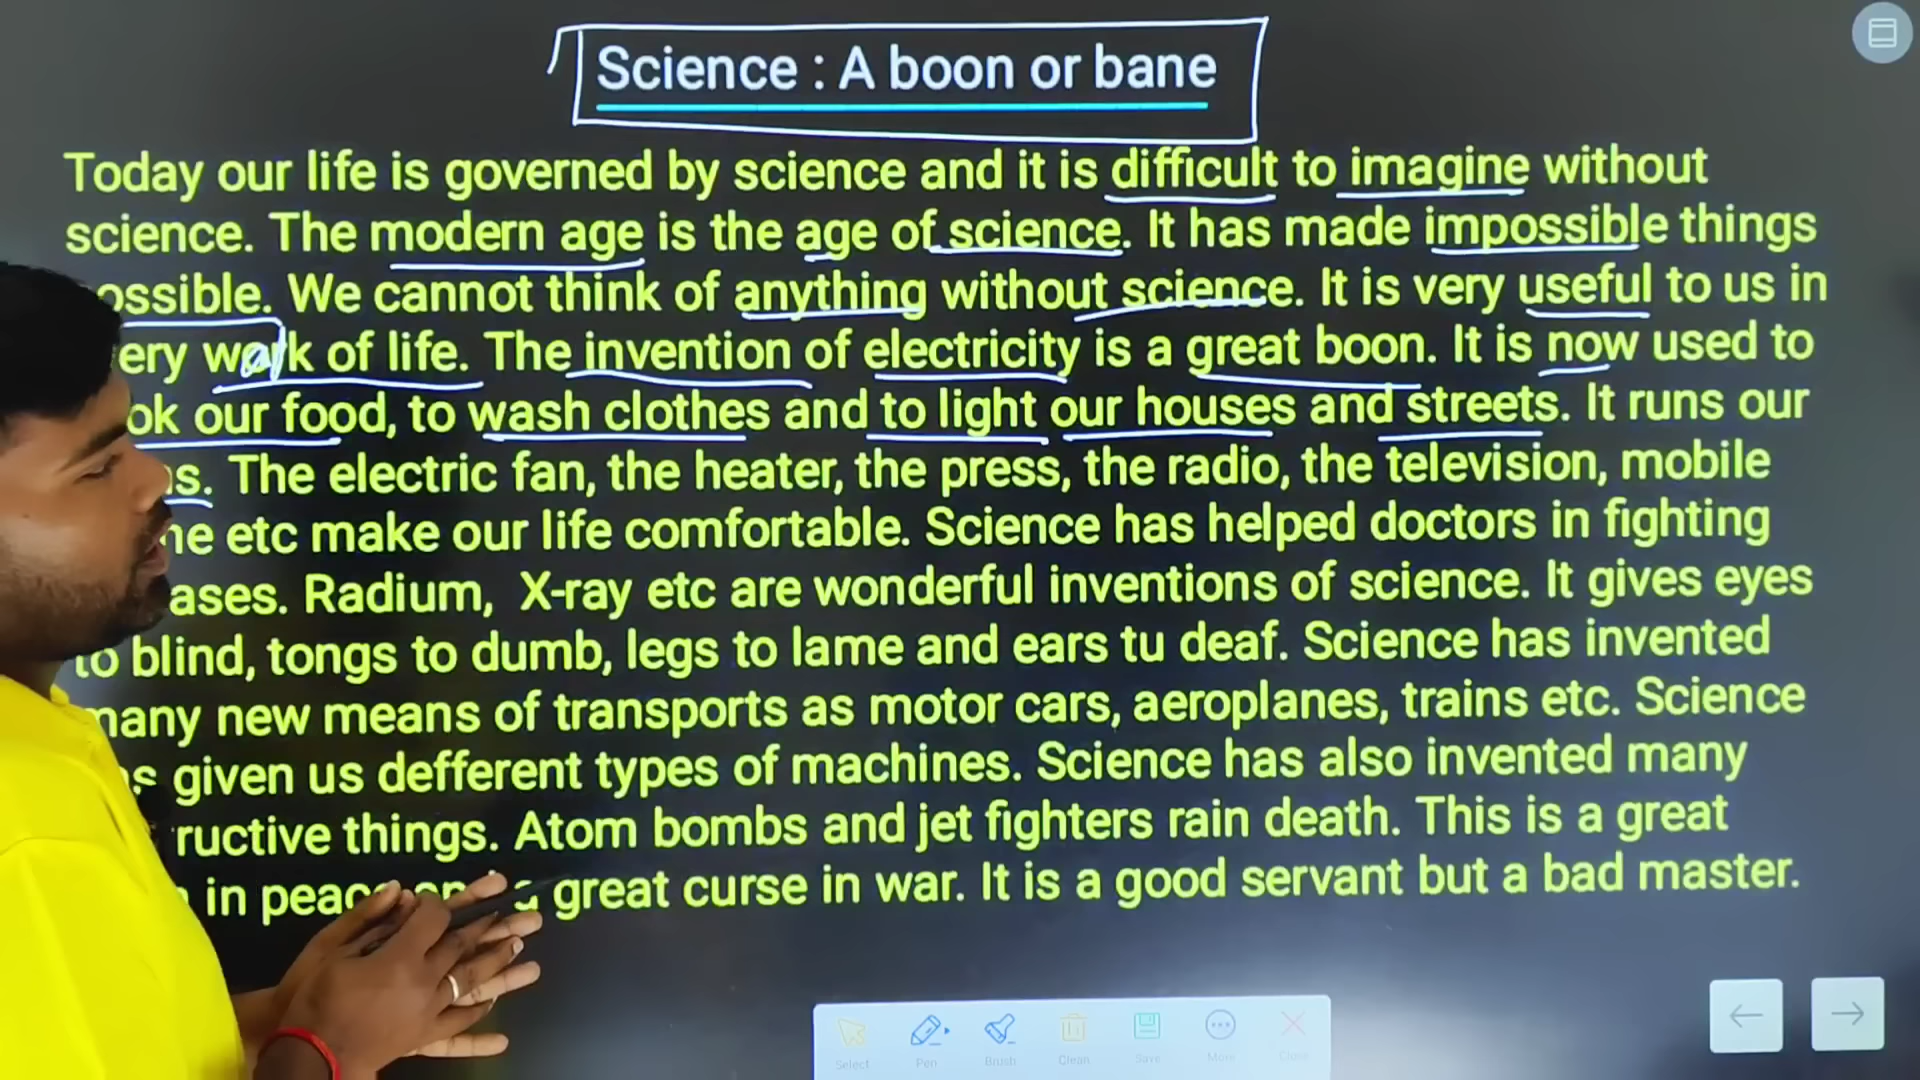 Science : A boon or bane
Today our life is governed by science and it is difficult to imagine without
science. The modern age is the age of science. It has made impossible things
possible. We cannot think of anything without science. It is very useful to us in
work of life. The invention of electricity is a great boon. It is now used to
our food, to wash clothes and to light our houses and streets. It runs our
The electric fan, the heater, the press, the radio, the television, mobile
etc make our life comfortable. Science has helped doctors in fighting
Radium, X-ray etc are wonderful inventions of science. It gives eyes
to blind, tongs to dumb, legs to lame and ears tu deaf. Science has invented
many new means of transports as motor cars, aeroplanes, trains etc. Science
given us defferent types of machines. Science has also invented many
things. Atom bombs and jet fighters rain death. This is a great
in peace and a great curse in war. It is a good servant but a bad master.
Select Pen Brush Clean Save More Close